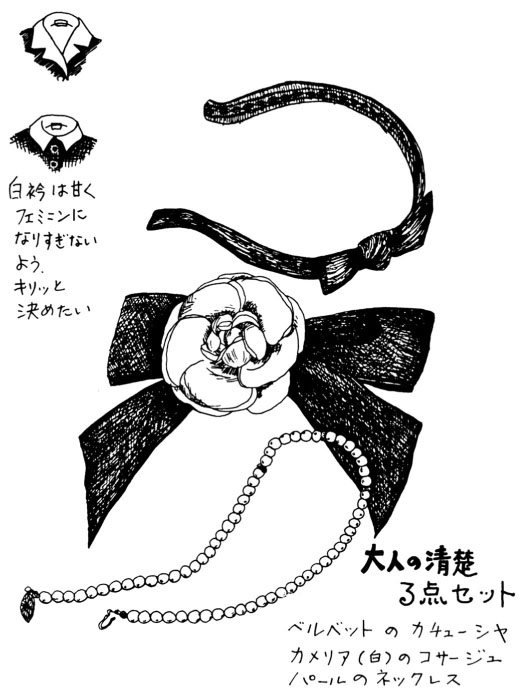 白衿は甘く
フェミニンに
なりすぎない
よう.
キリッと
決めたい
大人の清楚
3点セット
ベルベットのカチューシャ
カメリア(白)のコサージュ
パールのネックレス